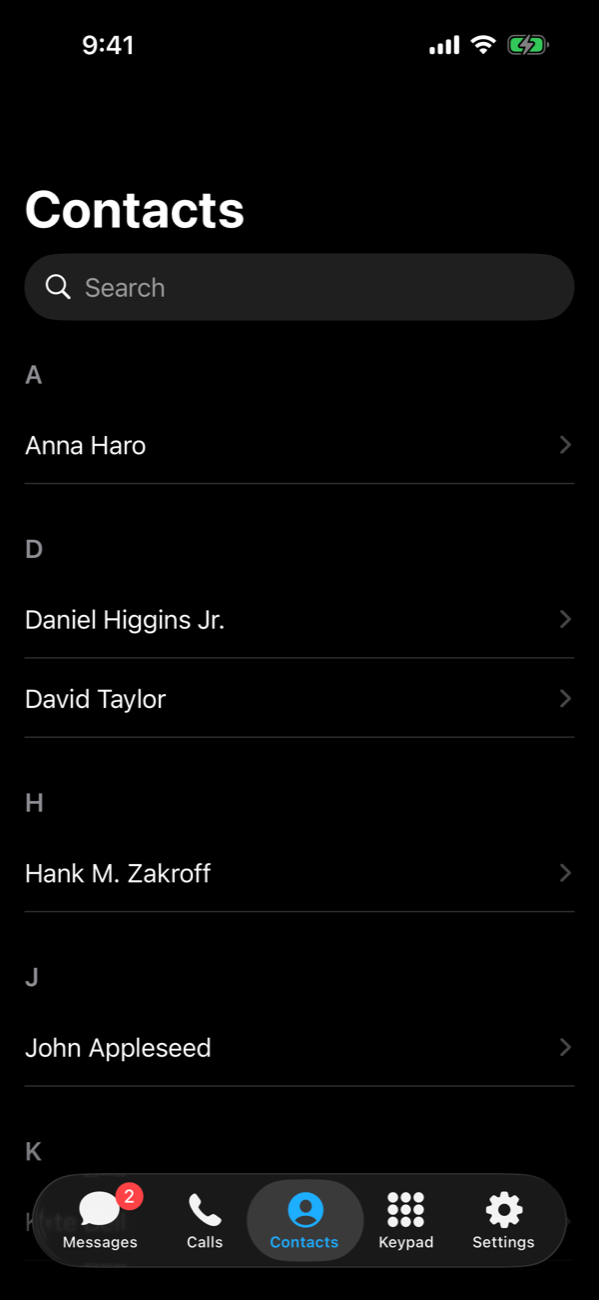 9:41
Contacts
Search
A
Anna Haro
D
Daniel Higgins Jr.
David Taylor
H
Hank M. Zakroff
J
John Appleseed
K
2
Messages
Calls
Contacts
Keypad
Settings